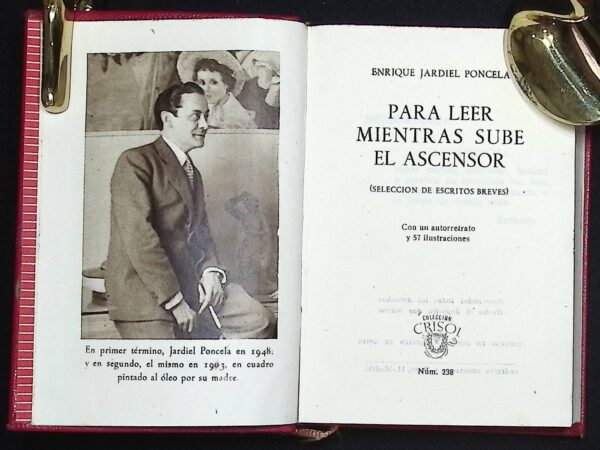 En primer término, Jardiel Poncela en 1948;
y en segundo, el mismo en 1903, en cuadro
pintado al óleo por su madre.
ENRIQUE JARDIEL PONCELA
PARA LEER
MIENTRAS SUBE
EL ASCENSOR
(SELECCION DE ESCRITOS BREVES)
Con un autorretrato
y 57 ilustraciones
COLECCION
CRISOL
Núm. 238